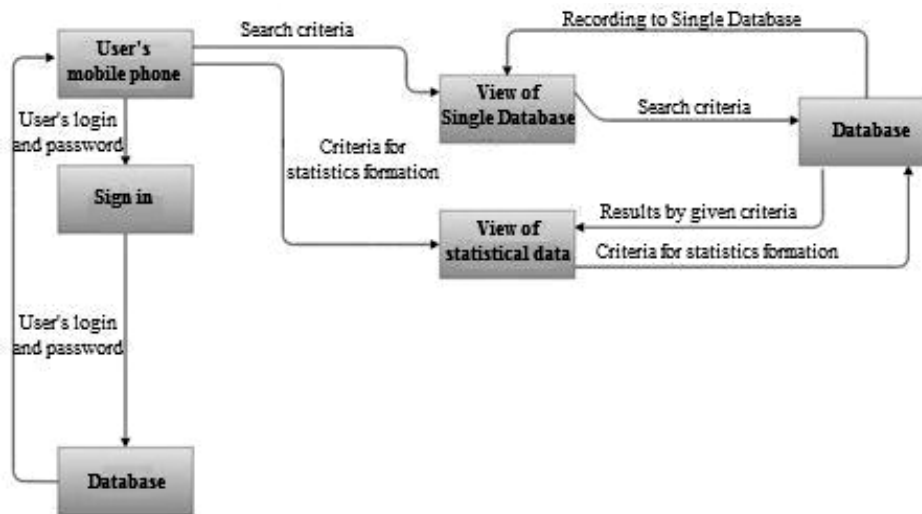 Recording to Single Database
Search criteria
User's
mobile phone
View of
Single Database
Search criteria
Database
User's login
and password
Criteria for
statistics formation
Sign in
Results by given criteria
View of
statistical data
Criteria for statistics formation
User's login
and password
Database